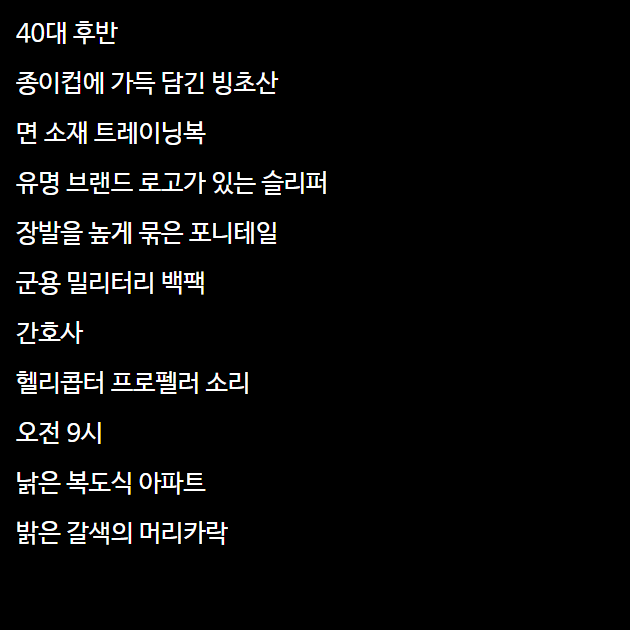 40대 후반
종이컵에 가득 담긴 빙초산
면 소재 트레이닝복
유명 브랜드 로고가 있는 슬리퍼
장발을 높게 묶은 포니테일
군용 밀리터리 백팩
간호사
헬리콥터 프로펠러 소리
오전 9시
낡은 복도식 아파트
밝은 갈색의 머리카락